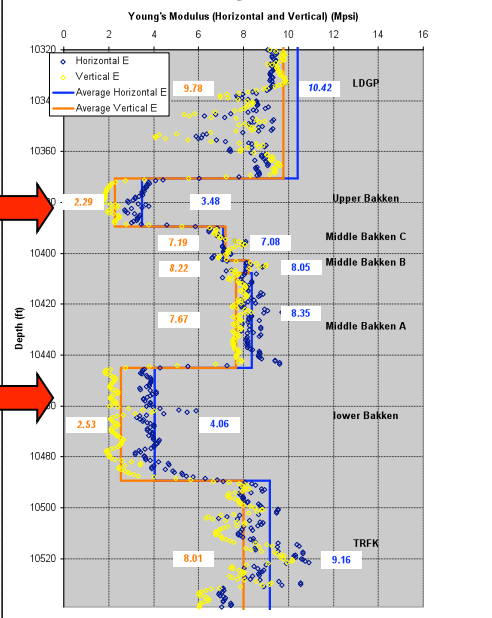 Young's Modulus (Horizontal and Vertical) (Mpsi)
0 2 4 6 8 10 12 14 16
10320
Horizontal E
Vertical E
Average Horizontal E
Average Vertical E
9.78
10.42
LDGP
10360
2.29
3.48
Upper Bakken
7.19
7.08
Middle Bakken C
10400
8.22
8.05
Middle Bakken B
10420
7.67
8.35
Middle Bakken A
Depth (ft)
10440
2.53
4.06
lower Bakken
10480
10500
TRFK
10520
8.01
9.16